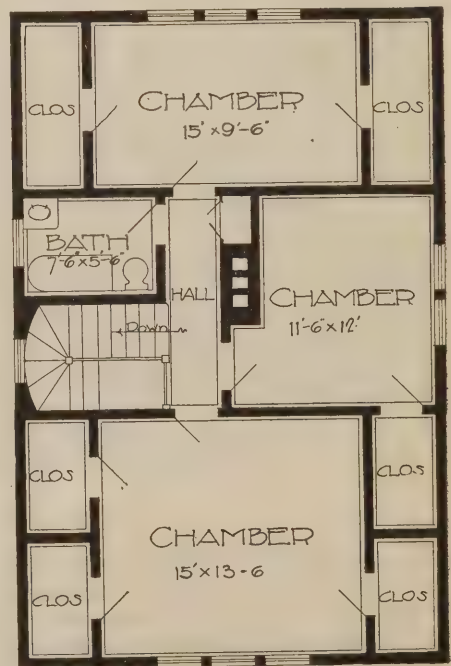 CLOS
CHAMBER
15' x 9'-6"
CLOS
BATH
7'-6" x 5'-6"
HALL
CHAMBER
11'-6" x 12'
Down
CLOS
CLOS
CHAMBER
15' x 13-6
CLOS
CLOS